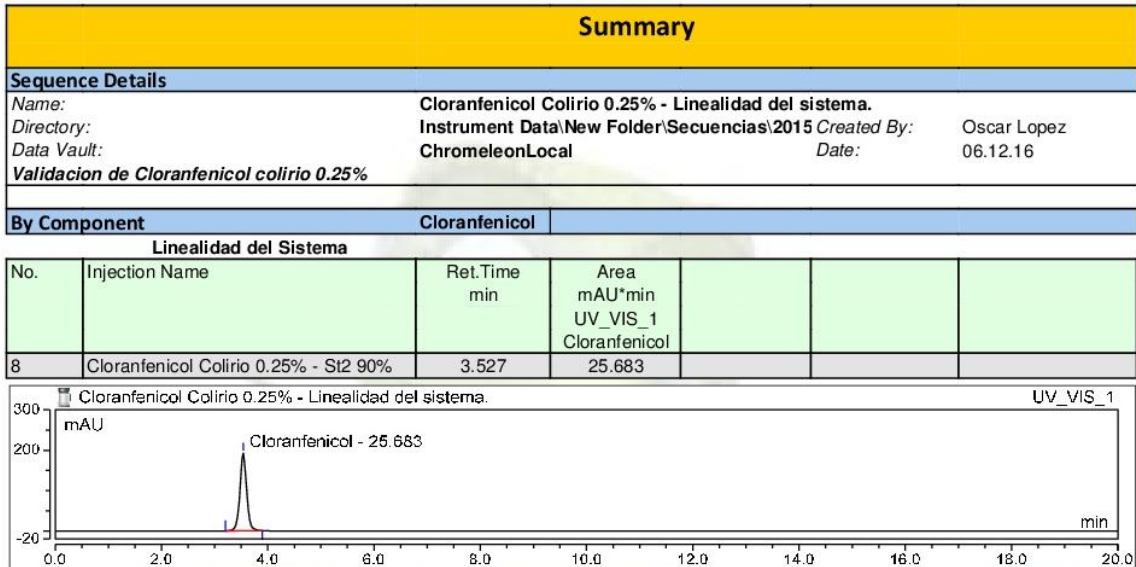 Summary
Sequence Details
Name: Cloranfenicol Colirio 0.25% - Linealidad del sistema.
Directory: Instrument Data\New Folder\Secuencias\2015 Created By: Oscar Lopez
Data Vault: ChromeleonLocal Date: 06.12.16
Validacion de Cloranfenicol colirio 0.25%
By Component Cloranfenicol
Linealidad del Sistema
No. Injection Name Ret.Time Area
min mAU*min
UV_VIS_1
Cloranfenicol
8 Cloranfenicol Colirio 0.25% - St2 90% 3.527 25.683
Cloranfenicol Colirio 0.25% - Linealidad del sistema. UV_VIS_1
300
mAU
Cloranfenicol - 25.683
200
min
-20
0.0 2.0 4.0 6.0 8.0 10.0 12.0 14.0 16.0 18.0 20.0